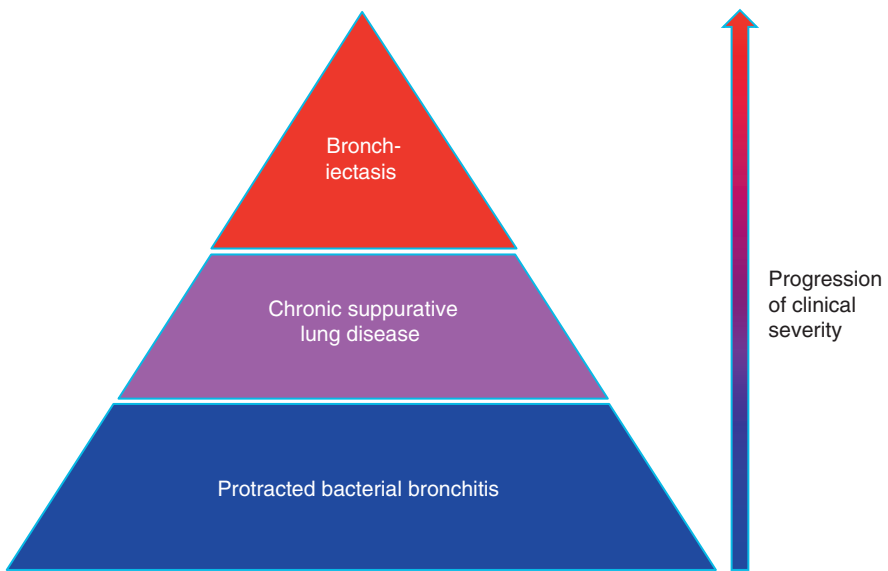 Bronch-
iectasis
Chronic suppurative
lung disease
Progression
of clinical
severity
Protracted bacterial bronchitis